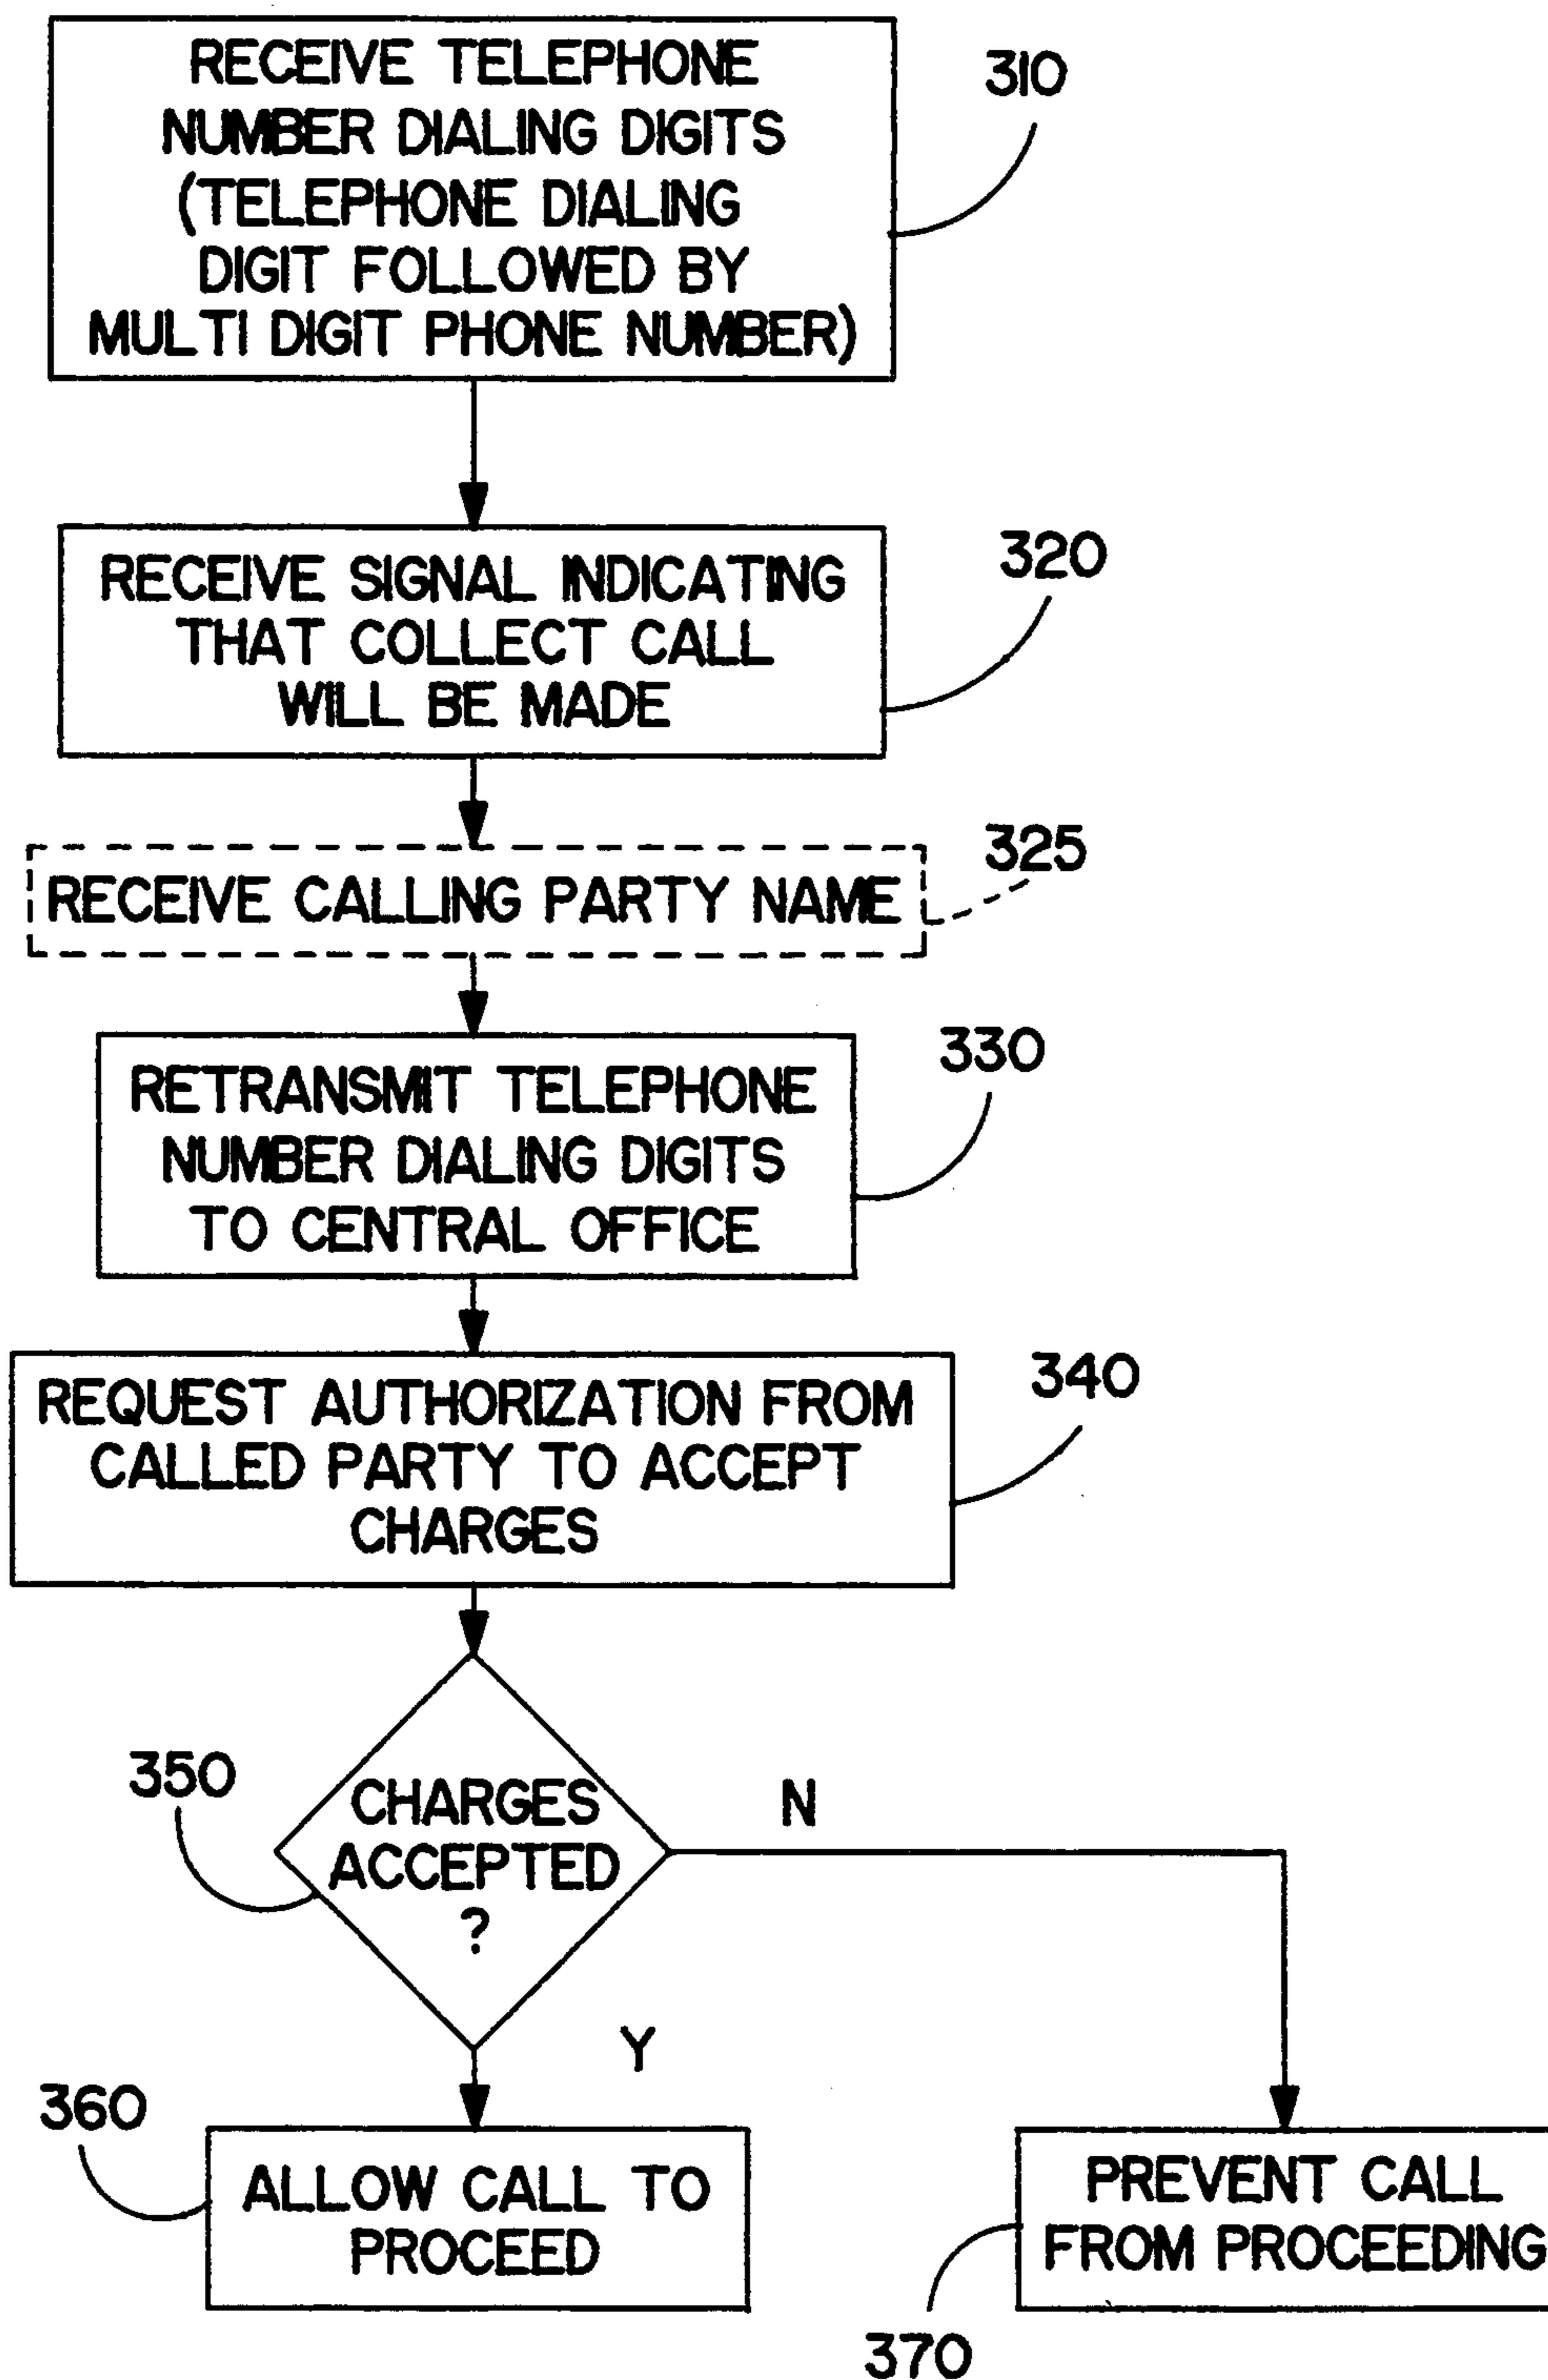 RECEIVE TELEPHONE
NUMBER DIALING DIGITS
(TELEPHONE DIALING
DIGIT FOLLOWED BY
MULTI DIGIT PHONE NUMBER)
310
RECEIVE SIGNAL INDICATING
THAT COLLECT CALL
WILL BE MADE
320
RECEIVE CALLING PARTY NAME
325
RETRANSMIT TELEPHONE
NUMBER DIALING DIGITS
TO CENTRAL OFFICE
330
REQUEST AUTHORIZATION FROM
CALLED PARTY TO ACCEPT
CHARGES
340
350
CHARGES
ACCEPTED
?
N
Y
360
ALLOW CALL TO
PROCEED
PREVENT CALL
FROM PROCEEDING
370